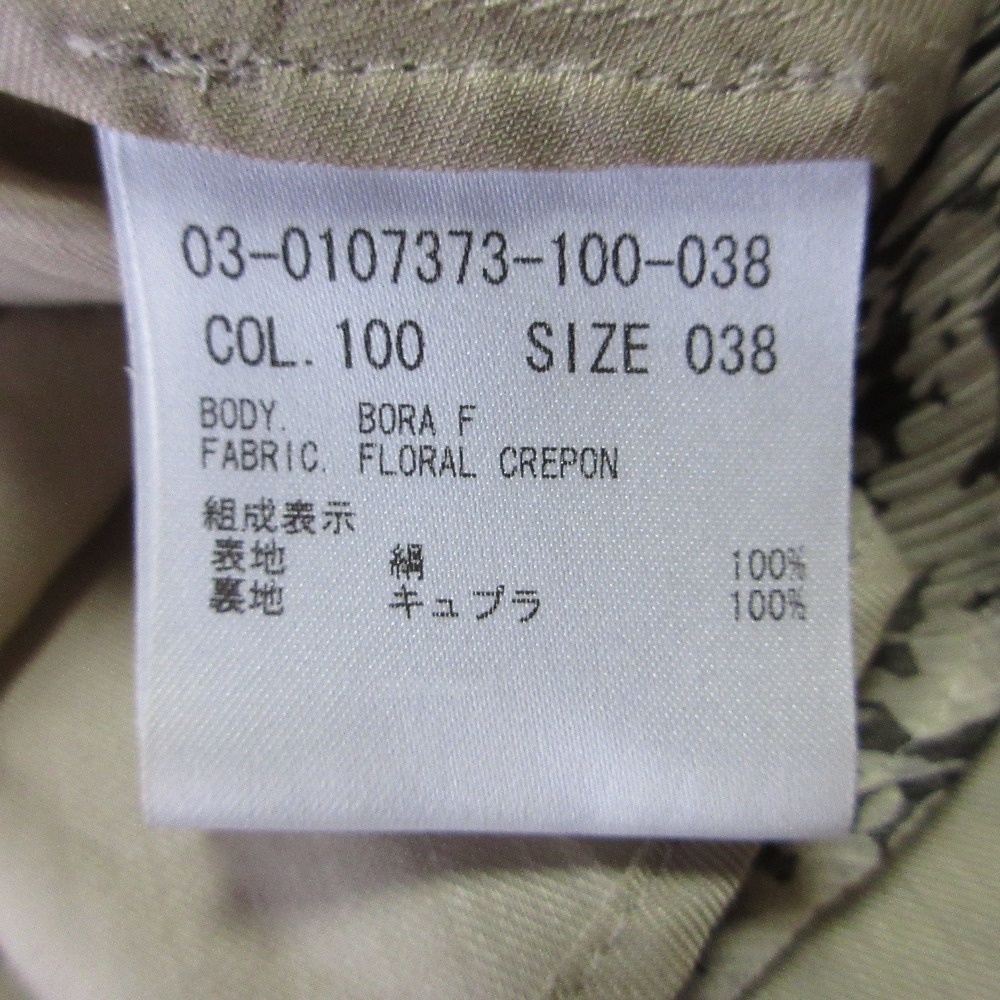 03-0107373-100-038
COL. 100 SIZE 038
BODY. BORA F
FABRIC. FLORAL CREPON
組成表示
表地 絹 100%
裏地 キュプラ 100%